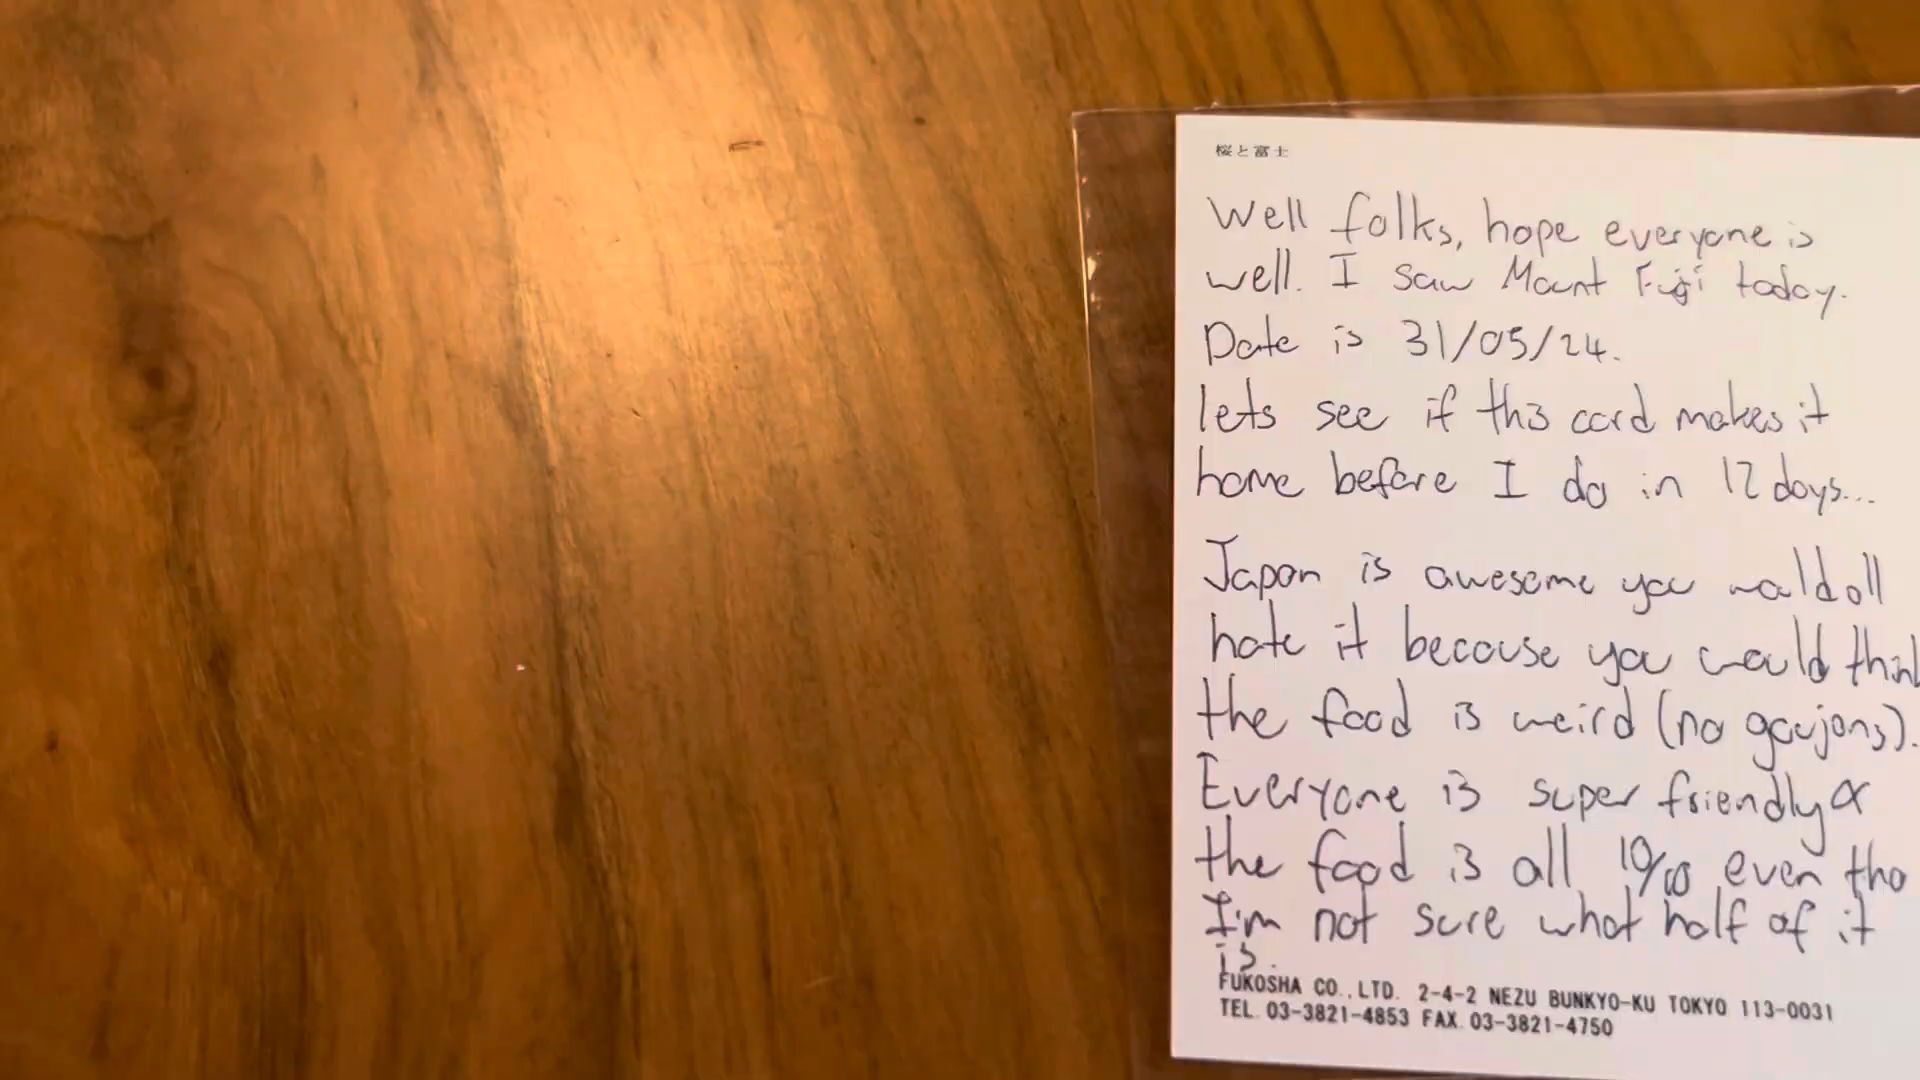 桜と富士
Well folks, hope everyone is
well. I saw Mount Fuji today.
Date is 31/05/24.
lets see if this card makes it
home before I do in 12 days...
Japan is awesome you would all
hate it because you would think
the food is weird (no goujons).
Everyone is super friendly &
the food is all 10/10 even tho
I'm not sure what half of it
is.
FUKOSHA CO.,LTD. 2-4-2 NEZU BUNKYO-KU TOKYO 113-0031
TEL.03-3821-4853 FAX.03-3821-4750